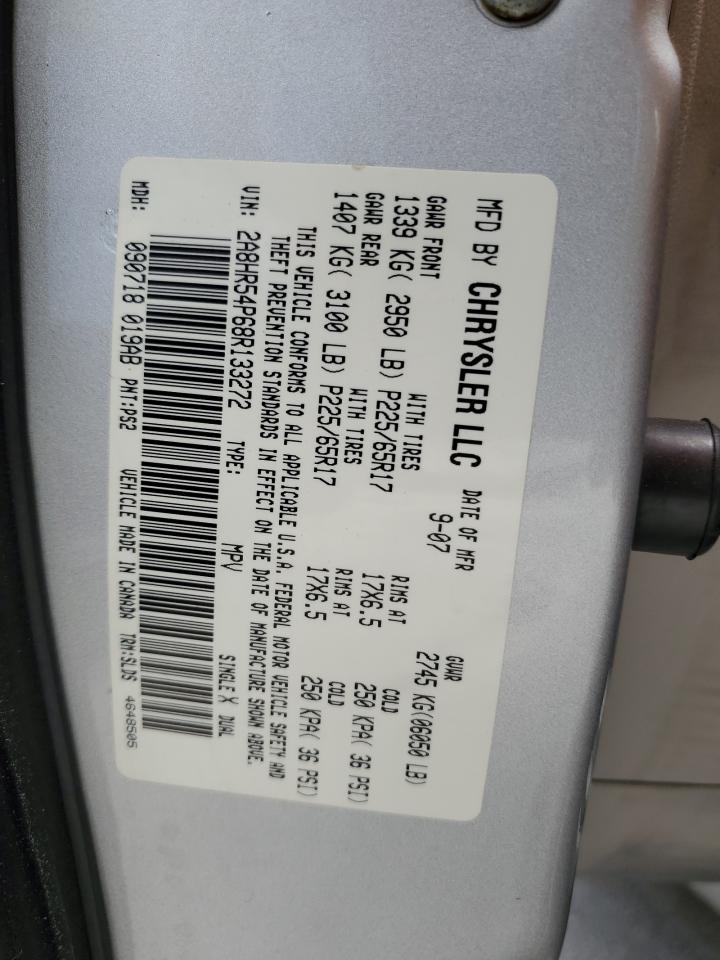 MFD BY CHRYSLER LLC DATE OF MFR GVWR
9-07 2745 KG(06050 LB)
GAWR FRONT WITH TIRES RIMS AT COLD
1339 KG( 2950 LB) P225/65R17 17X6.5 250 KPA( 36 PSI)
GAWR REAR WITH TIRES RIMS AT COLD
1407 KG( 3100 LB) P225/65R17 17X6.5 250 KPA( 36 PSI)
THIS VEHICLE CONFORMS TO ALL APPLICABLE U.S.A. FEDERAL MOTOR VEHICLE SAFETY AND
THEFT PREVENTION STANDARDS IN EFFECT ON THE DATE OF MANUFACTURE SHOWN ABOVE.
VIN: 2A8HR54P68R133272 TYPE: MPV SINGLE X DUAL
MDH: 090718 019AB PNT:PS2 VEHICLE MADE IN CANADA TRM:SLDS 4648505